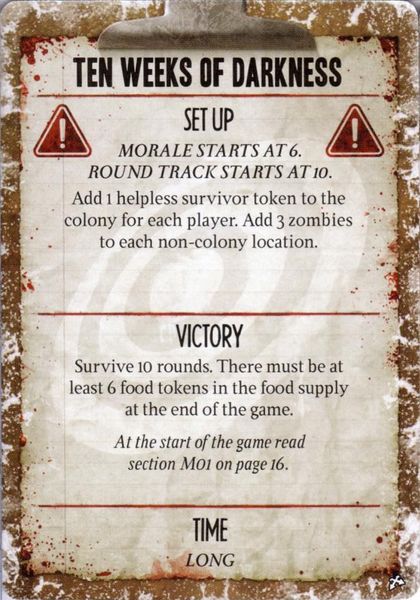 TEN WEEKS OF DARKNESS
SET UP
MORALE STARTS AT 6.
ROUND TRACK STARTS AT 10.
Add 1 helpless survivor token to the
colony for each player. Add 3 zombies
to each non-colony location.
VICTORY
Survive 10 rounds. There must be at
least 6 food tokens in the food supply
at the end of the game.
At the start of the game read
section M01 on page 16.
TIME
LONG